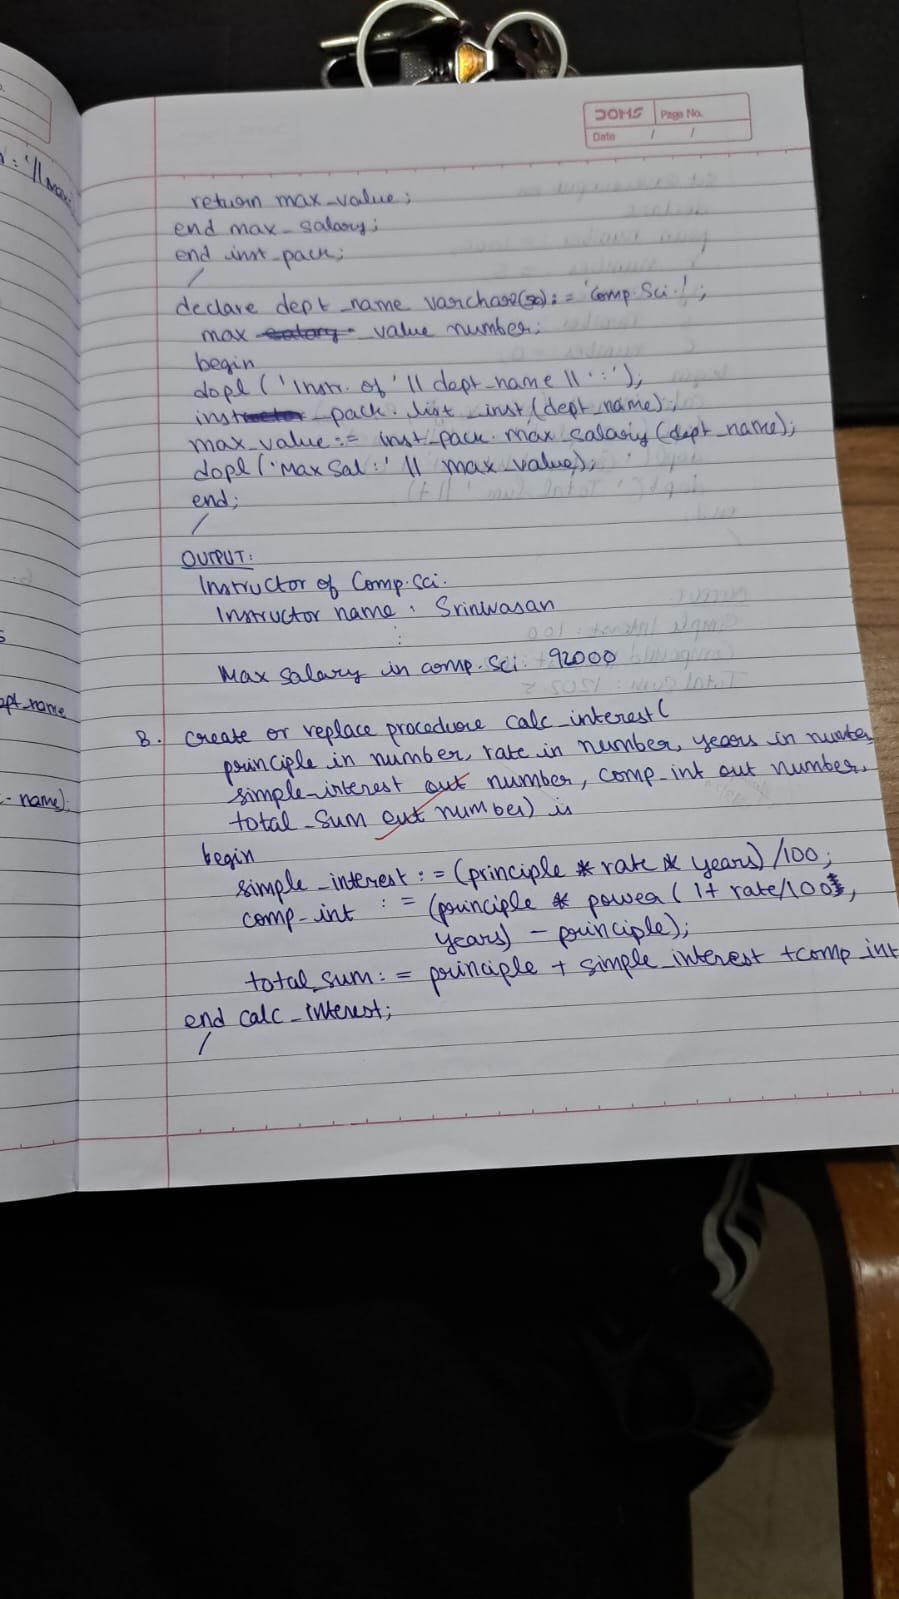 DOMS Page No.
Date / /
: '|| max
return max_value;
end max_salary;
end inst_pack;
/
declare dept_name varchar(50) := 'Comp. Sci.';
max value number;
begin
dopl ('Instr. of' || dept_name || ':');
inst_pack. list_inst (dept_name);
max_value := inst_pack. max_salary (dept_name);
dopl ('Max Sal:' || max_value);
end;
/
OUTPUT:
Instructor of Comp. Sci.
Instructor name : Srinivasan
:
Max salary in comp. Sci: 92000
pt_name
name);
8. create or replace procedure calc_interest(
principle in number, rate in number, years in number,
simple_interest out number, comp_int out number,
total_sum out number) is
begin
simple_interest := (principle * rate * years) /100;
comp_int := (principle * power (1+ rate/100),
years) - principle);
total_sum := principle + simple_interest + comp_int
end calc_interest;
/